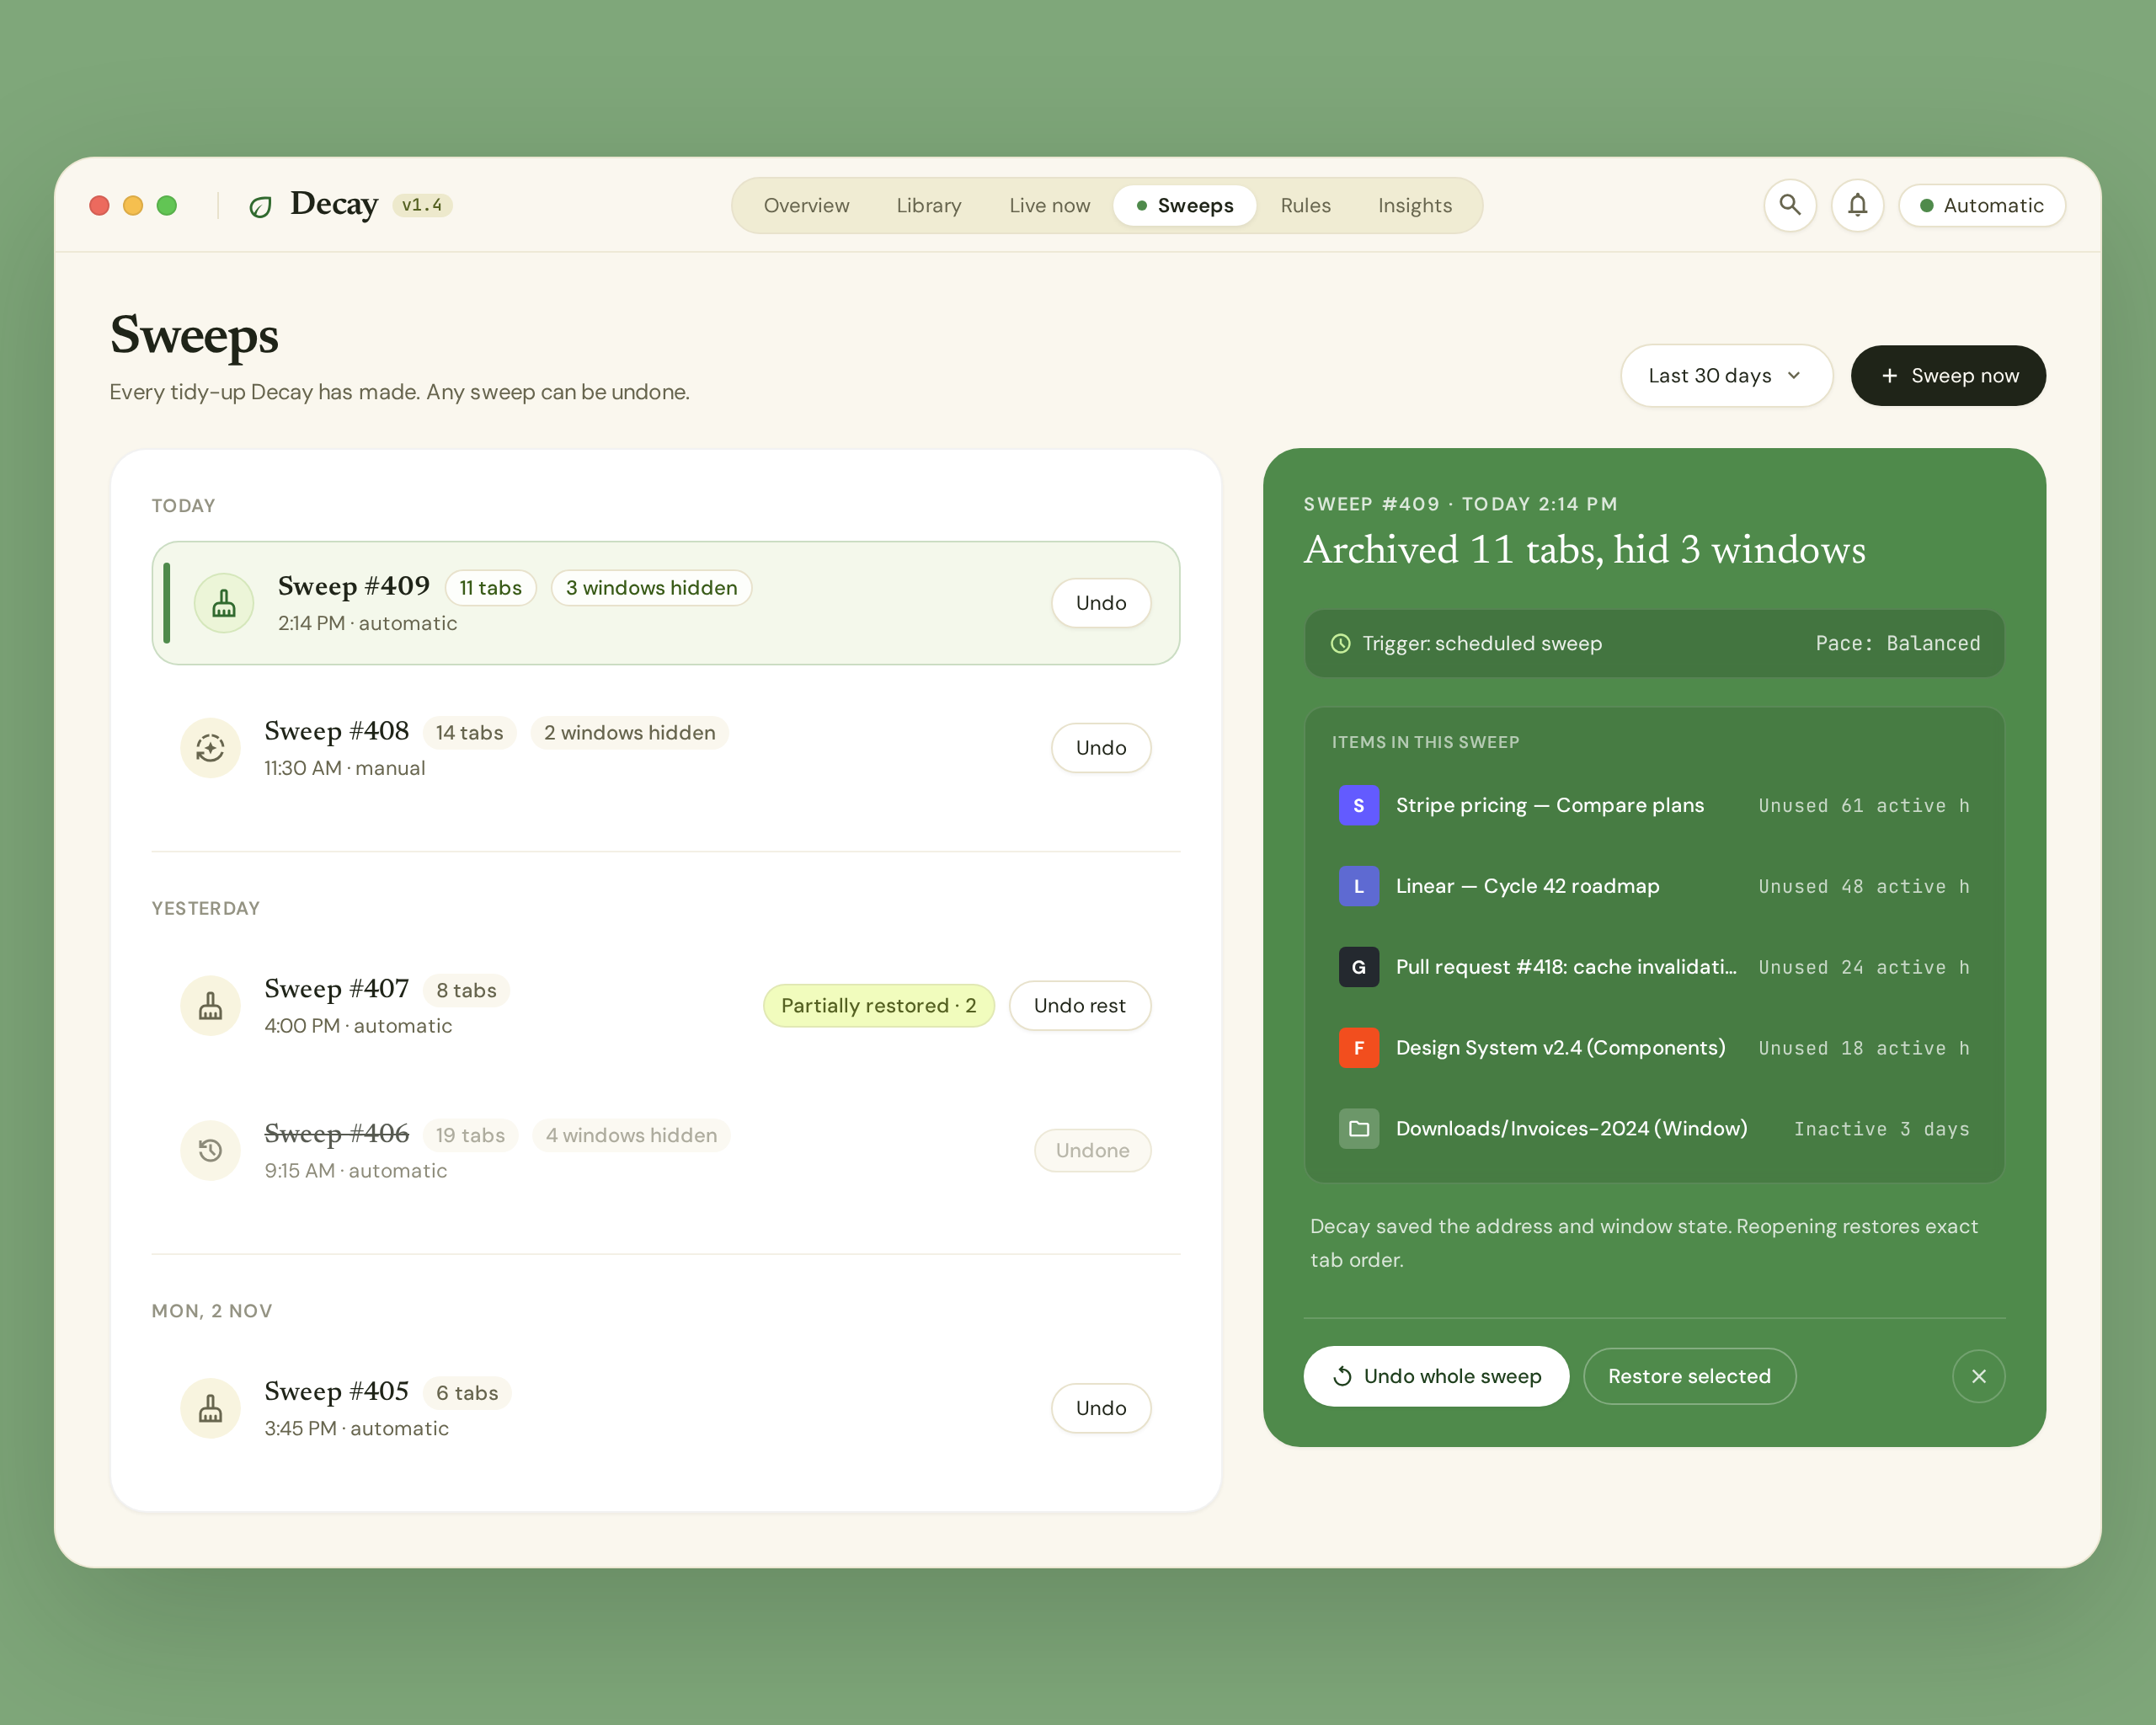 Decay v1.4
Overview Library Live now Sweeps Rules Insights
Automatic
Sweeps
Every tidy-up Decay has made. Any sweep can be undone.
Last 30 days
Sweep now
TODAY
Sweep #409 11 tabs 3 windows hidden
2:14 PM · automatic
Undo
Sweep #408 14 tabs 2 windows hidden
11:30 AM · manual
Undo
YESTERDAY
Sweep #407 8 tabs
4:00 PM · automatic
Partially restored · 2
Undo rest
Sweep #406 19 tabs 4 windows hidden
9:15 AM · automatic
Undone
MON, 2 NOV
Sweep #405 6 tabs
3:45 PM · automatic
Undo
SWEEP #409 · TODAY 2:14 PM
Archived 11 tabs, hid 3 windows
Trigger: scheduled sweep Pace: Balanced
ITEMS IN THIS SWEEP
S Stripe pricing — Compare plans Unused 61 active h
L Linear — Cycle 42 roadmap Unused 48 active h
G Pull request #418: cache invalidati... Unused 24 active h
F Design System v2.4 (Components) Unused 18 active h
Downloads/Invoices-2024 (Window) Inactive 3 days
Decay saved the address and window state. Reopening restores exact
tab order.
Undo whole sweep Restore selected